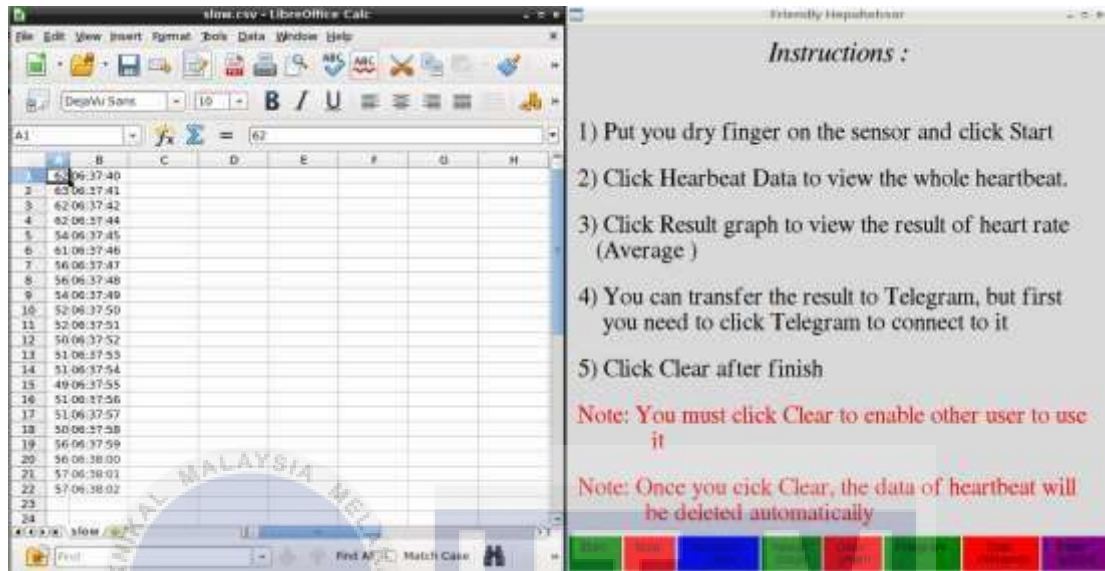 slow.csv - LibreOffice Calc
File Edit View Insert Format Tools Data Window Help
DejaVu Sans 10 B I U
A1 = 62
A B C D E F G H
1 62 06:37:40
2 63 06:37:41
3 62 06:37:42
4 62 06:37:44
5 54 06:37:45
6 61 06:37:46
7 56 06:37:47
8 56 06:37:48
9 54 06:37:49
10 52 06:37:50
11 52 06:37:51
12 50 06:37:52
13 51 06:37:53
14 51 06:37:54
15 49 06:37:55
16 51 06:37:56
17 51 06:37:57
18 50 06:37:58
19 56 06:37:59
20 56 06:38:00
21 57 06:38:01
22 57 06:38:02
23
24
slow
Find Match Case
Friendly
Instructions :
1) Put you dry finger on the sensor and click Start
2) Click Hearbeat Data to view the whole heartbeat.
3) Click Result graph to view the result of heart rate
(Average )
4) You can transfer the result to Telegram, but first
you need to click Telegram to connect to it
5) Click Clear after finish
Note: You must click Clear to enable other user to use
it
Note: Once you cick Clear, the data of heartbeat will
be deleted automatically
MALAYSIA